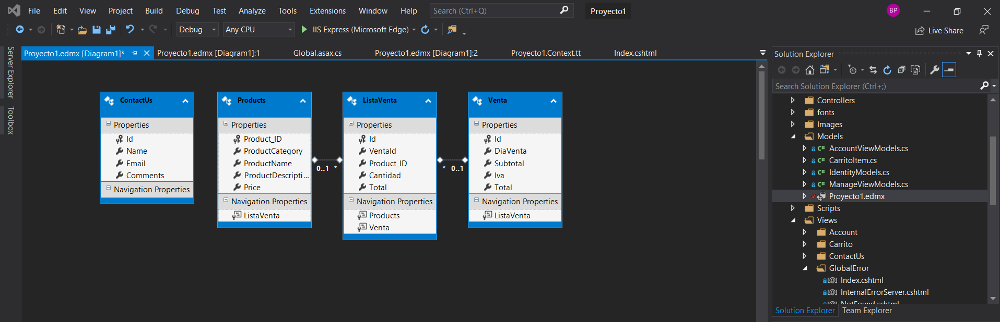 File Edit View Project Build Debug Test Analyze Tools Extensions Window Help Search (Ctrl+Q) Proyecto1 BP
Debug Any CPU IIS Express (Microsoft Edge) Live Share
Server Explorer
Toolbox
Proyecto1.edmx [Diagram1]* Proyecto1.edmx [Diagram1]:1 Global.asax.cs Proyecto1.edmx [Diagram1]:2 Proyecto1.Context.tt Index.cshtml
ContactUs
Properties
Id
Name
Email
Comments
Navigation Properties
Products
Properties
Product_ID
ProductCategory
ProductName
ProductDescripti...
Price
Navigation Properties
ListaVenta
0..1 *
ListaVenta
Properties
Id
VentaId
Product_ID
Cantidad
Total
Navigation Properties
Products
Venta
* 0..1
Venta
Properties
Id
DiaVenta
Subtotal
Iva
Total
Navigation Properties
ListaVenta
Solution Explorer
Search Solution Explorer (Ctrl+;)
Controllers
fonts
Images
Models
C# AccountViewModels.cs
C# CarritoItem.cs
C# IdentityModels.cs
C# ManageViewModels.cs
Proyecto1.edmx
Scripts
Views
Account
Carrito
ContactUs
GlobalError
[@] Index.cshtml
[@] InternalErrorServer.cshtml
[@] NotFound.cshtml
Solution Explorer Team Explorer